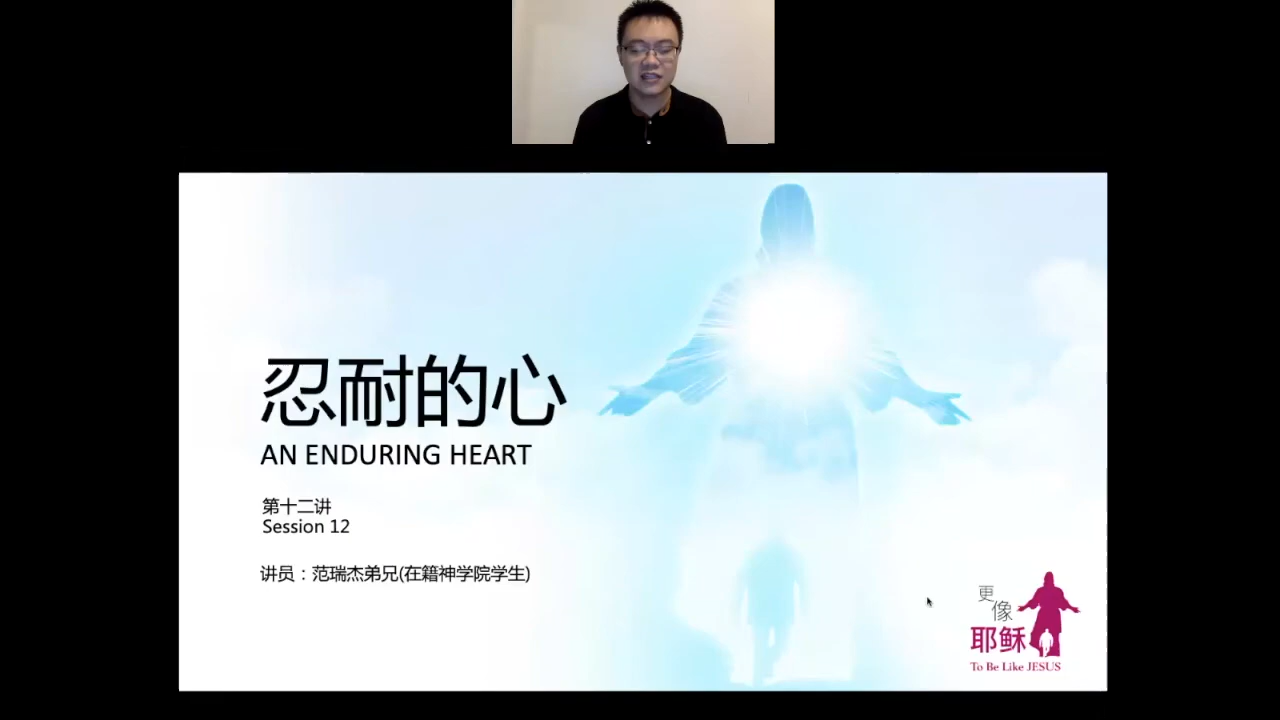 忍耐的心
AN ENDURING HEART
第十二讲
Session 12
讲员：范瑞杰弟兄(在籍神学院学生)
更
像
耶稣
To Be Like JESUS